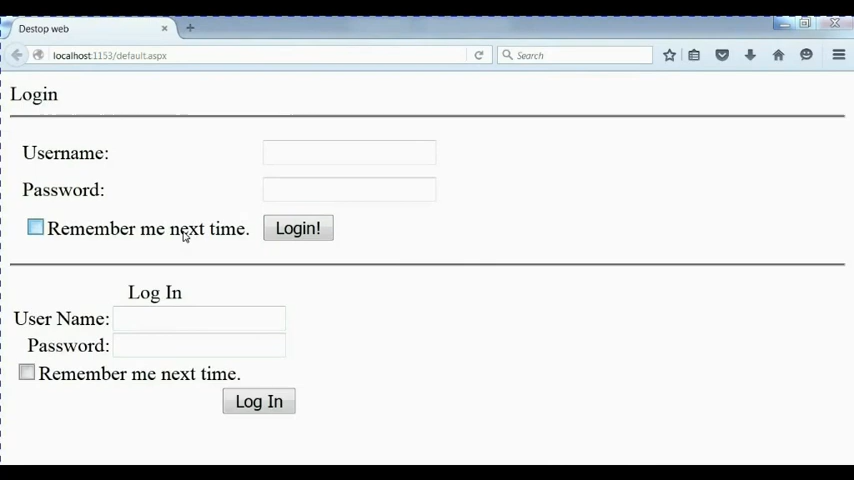 Destop web
localhost:1153/default.aspx
Search
Login
Username:
Password:
Remember me next time. Login!
Log In
User Name:
Password:
Remember me next time.
Log In